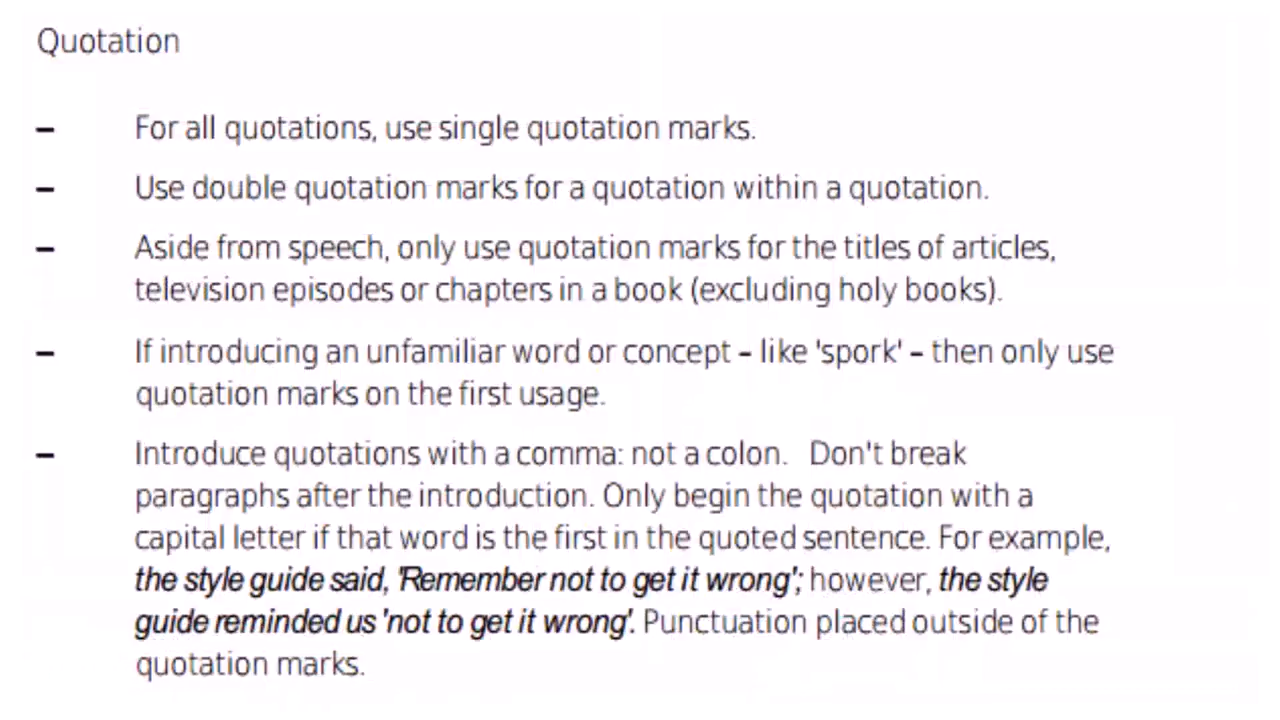 Quotation
– For all quotations, use single quotation marks.
– Use double quotation marks for a quotation within a quotation.
– Aside from speech, only use quotation marks for the titles of articles,
television episodes or chapters in a book (excluding holy books).
– If introducing an unfamiliar word or concept – like 'spork' – then only use
quotation marks on the first usage.
– Introduce quotations with a comma: not a colon. Don't break
paragraphs after the introduction. Only begin the quotation with a
capital letter if that word is the first in the quoted sentence. For example,
the style guide said, 'Remember not to get it wrong'; however, the style
guide reminded us 'not to get it wrong'. Punctuation placed outside of the
quotation marks.